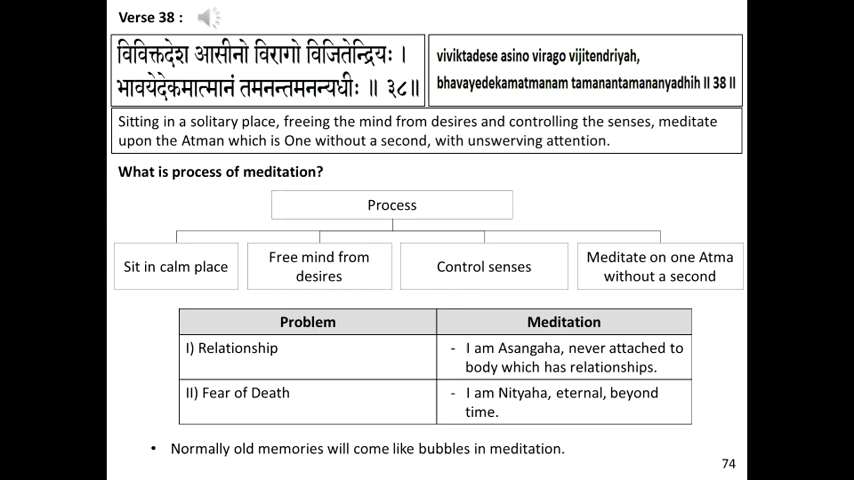 Verse 38 :
विविक्तदेश आसीनो विरागो विजितेन्द्रियः ।
भावयेदेकमात्मानं तमनन्तमनन्यधीः ॥ ३८॥
viviktadese asino virago vijitendriyah,
bhavayedekamatmanam tamanantamananyadhih II 38 II
Sitting in a solitary place, freeing the mind from desires and controlling the senses, meditate
upon the Atman which is One without a second, with unswerving attention.
What is process of meditation?
Process
Sit in calm place
Free mind from
desires
Control senses
Meditate on one Atma
without a second
Problem
Meditation
I) Relationship
- I am Asangaha, never attached to
body which has relationships.
II) Fear of Death
- I am Nityaha, eternal, beyond
time.
• Normally old memories will come like bubbles in meditation.
74